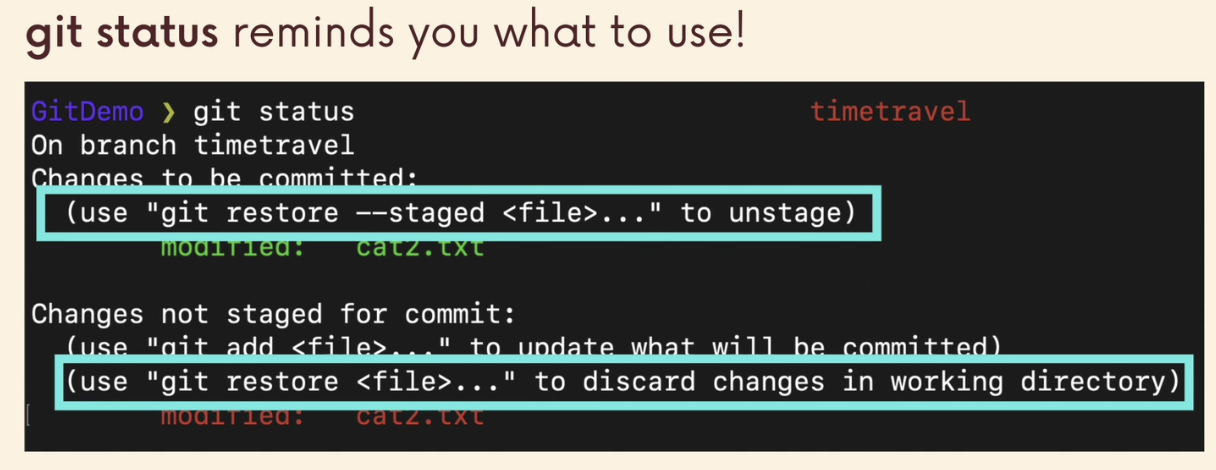 git status reminds you what to use!
GitDemo ❯ git status timetravel
On branch timetravel
Changes to be committed:
(use "git restore --staged <file>..." to unstage)
modified: cat2.txt
Changes not staged for commit:
(use "git add <file>..." to update what will be committed)
(use "git restore <file>..." to discard changes in working directory)
modified: cat2.txt